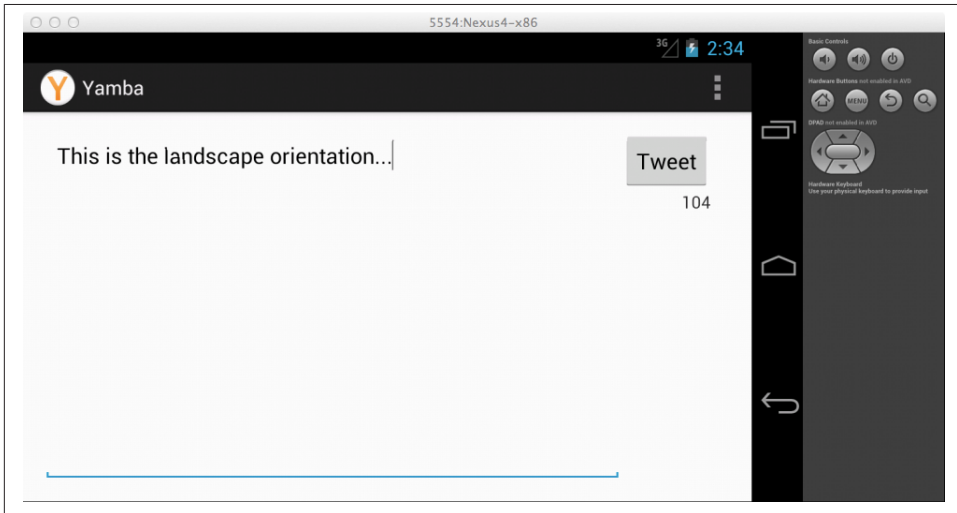 5554:Nexus4-x86
3G 2:34
Y Yamba
This is the landscape orientation...
Tweet
104
Basic Controls
Hardware Buttons not enabled in AVD
MENU
DPAD not enabled in AVD
Hardware Keyboard
Use your physical keyboard to provide input